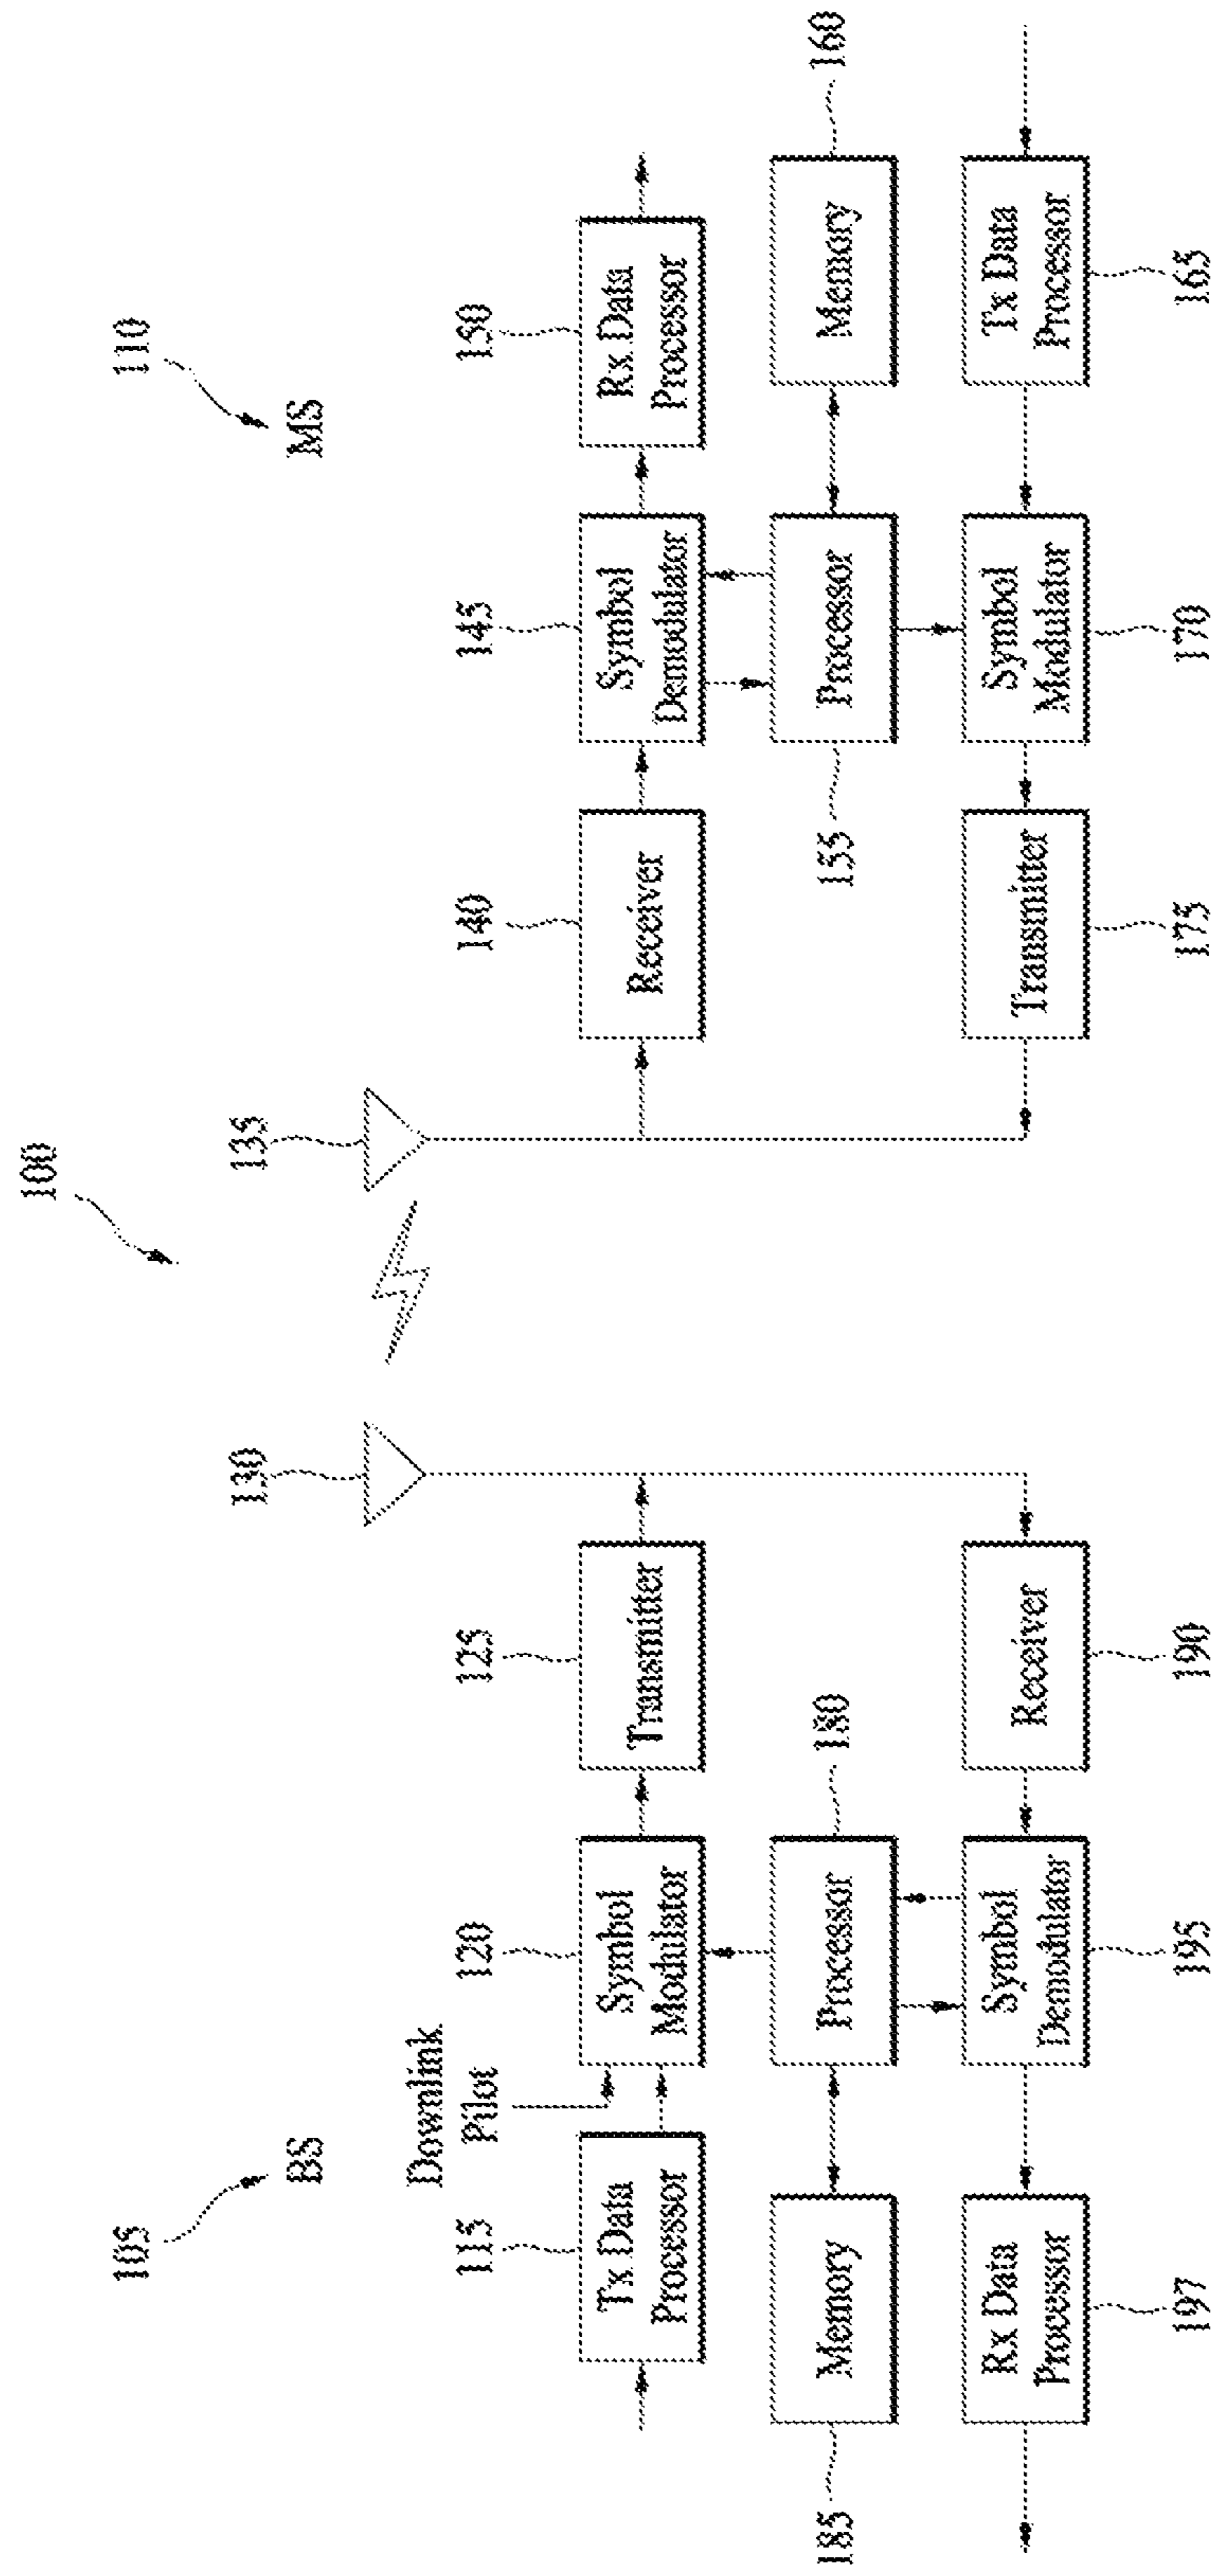 100
105
BS
110
MS
Downlink
Pilot
115
Tx Data
Processor
120
Symbol
Modulator
125
Transmitter
130
135
140
Receiver
145
Symbol
Demodulator
150
Rx Data
Processor
185
Memory
Processor
180
155
Processor
Memory
160
Rx Data
Processor
197
Symbol
Demodulator
195
Receiver
190
Transmitter
175
Symbol
Modulator
170
Tx Data
Processor
165